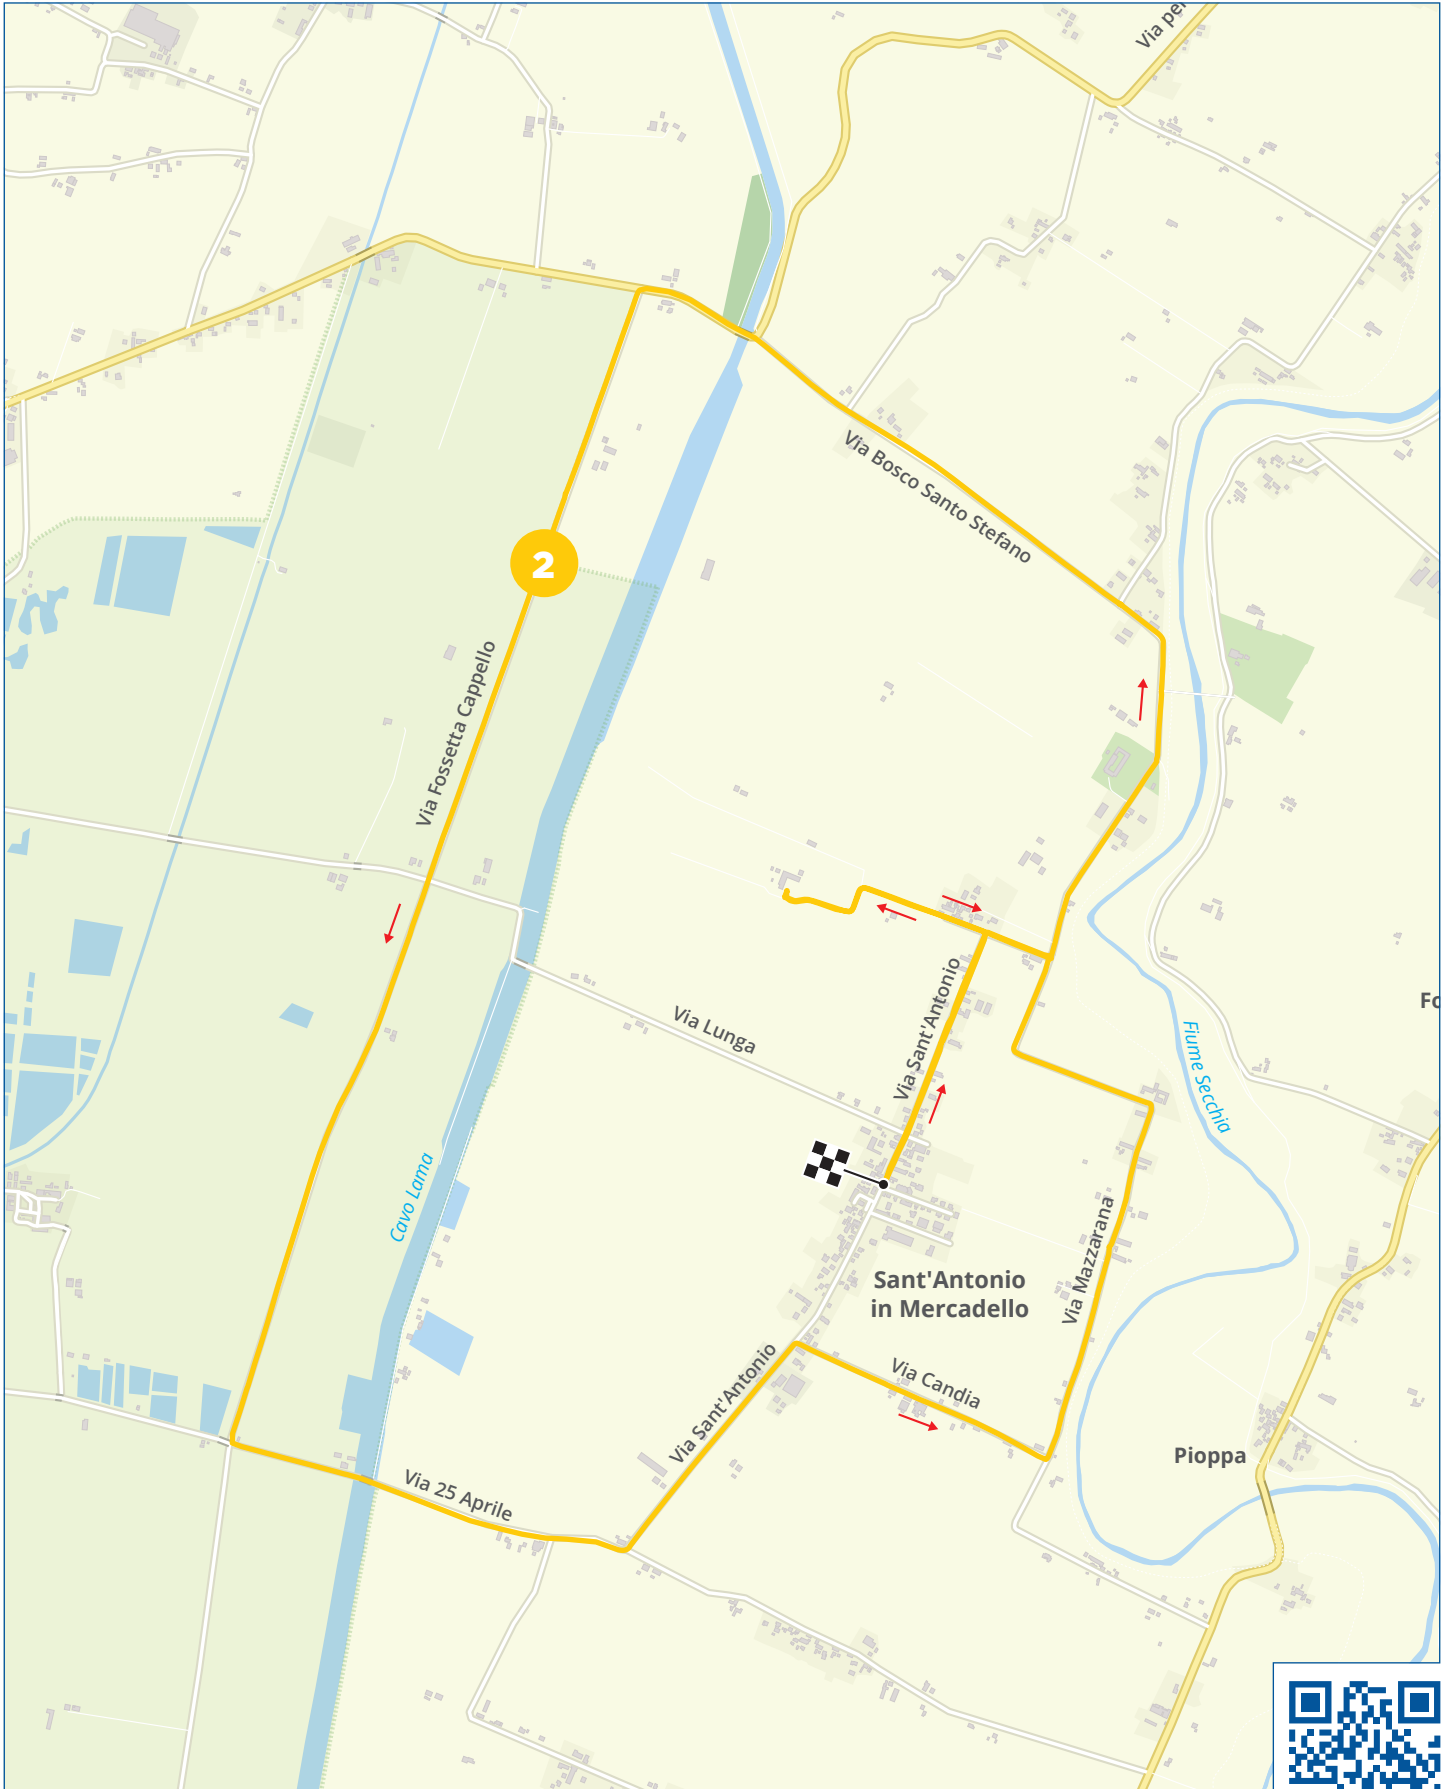 Via per
Via Bosco Santo Stefano
2
Via Fossetta Cappello
Via Sant'Antonio
Via Lunga
Fo
Fiume Secchia
Cavo Lama
Via Mazzarana
Sant'Antonio
in Mercadello
Via Candia
Via Sant'Antonio
Pioppa
Via 25 Aprile